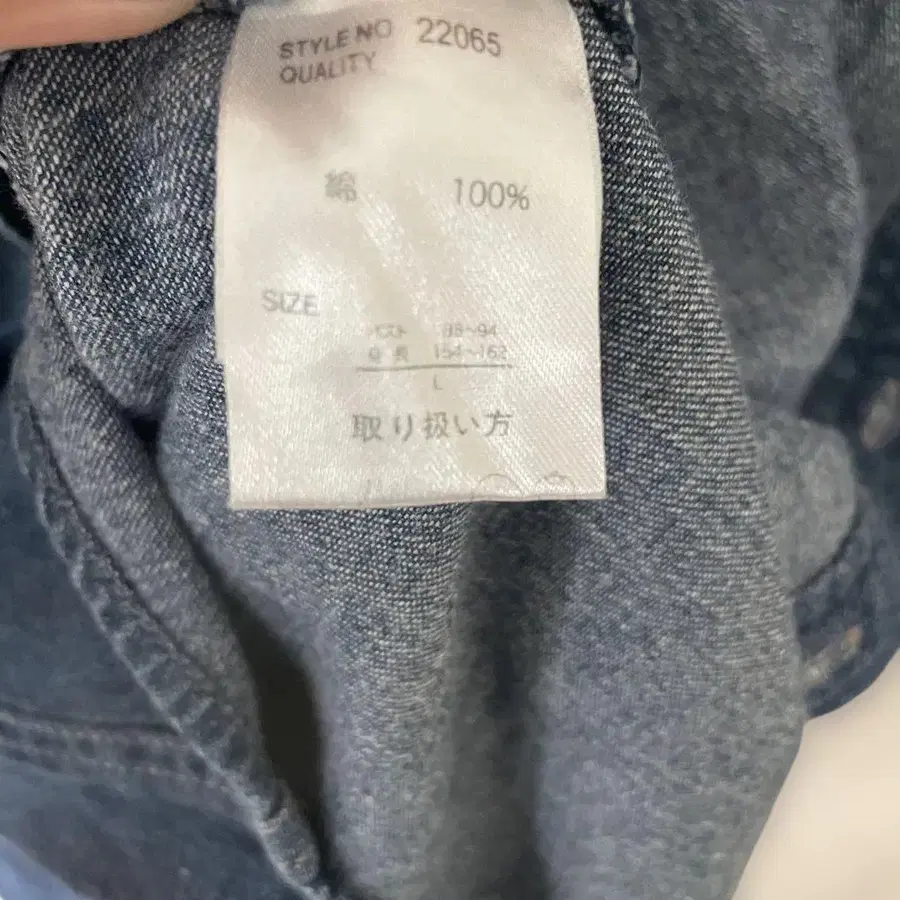 STYLE NO 22065
QUALITY
綿 100%
SIZE
バスト 88~94
身長 154~162
L
取り扱い方